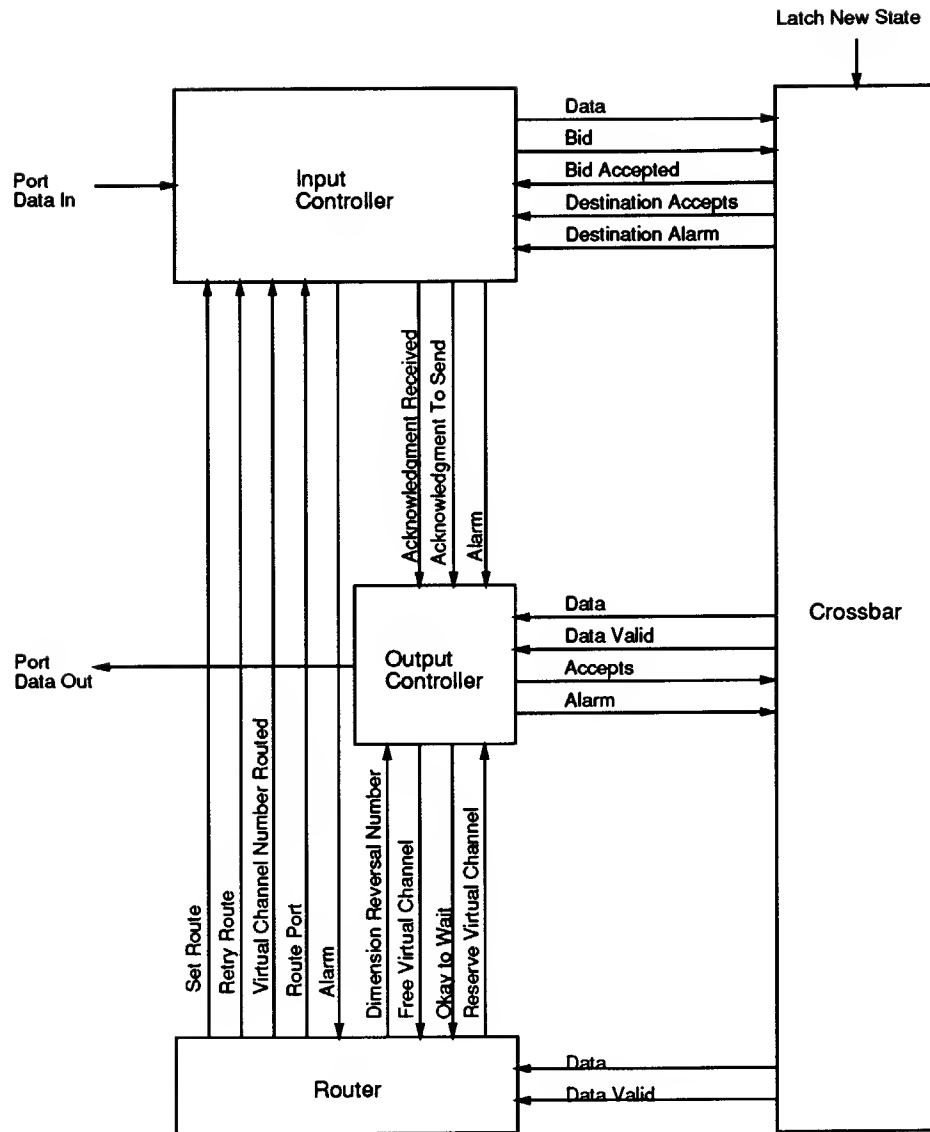 Latch New State
Data
Bid
Bid Accepted
Destination Accepts
Destination Alarm
Port
Data In
Input
Controller
Acknowledgment Received
Acknowledgment To Send
Alarm
Data
Data Valid
Accepts
Alarm
Crossbar
Port
Data Out
Output
Controller
Set Route
Retry Route
Virtual Channel Number Routed
Route Port
Alarm
Dimension Reversal Number
Free Virtual Channel
Okay to Wait
Reserve Virtual Channel
Router
Data
Data Valid